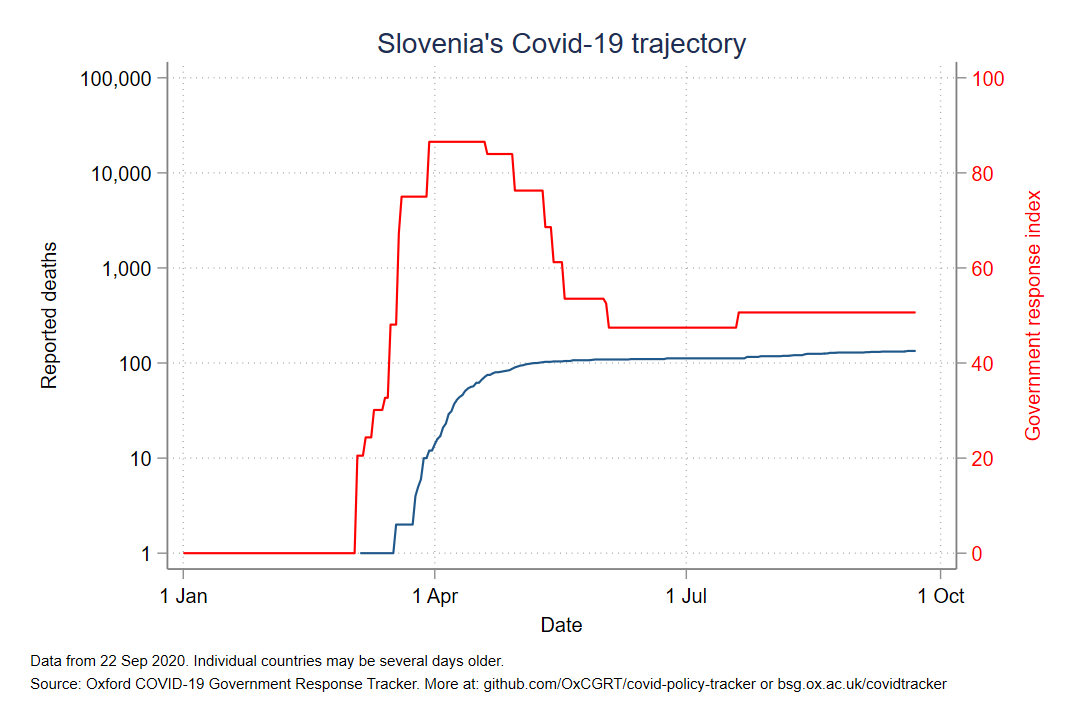 Slovenia's Covid-19 trajectory
100,000
10,000
1,000
100
10
1
Reported deaths
100
80
60
40
20
0
Government response index
1 Jan
1 Apr
1 Jul
1 Oct
Date
Data from 22 Sep 2020. Individual countries may be several days older.
Source: Oxford COVID-19 Government Response Tracker. More at: github.com/OxCGRT/covid-policy-tracker or bsg.ox.ac.uk/covidtracker